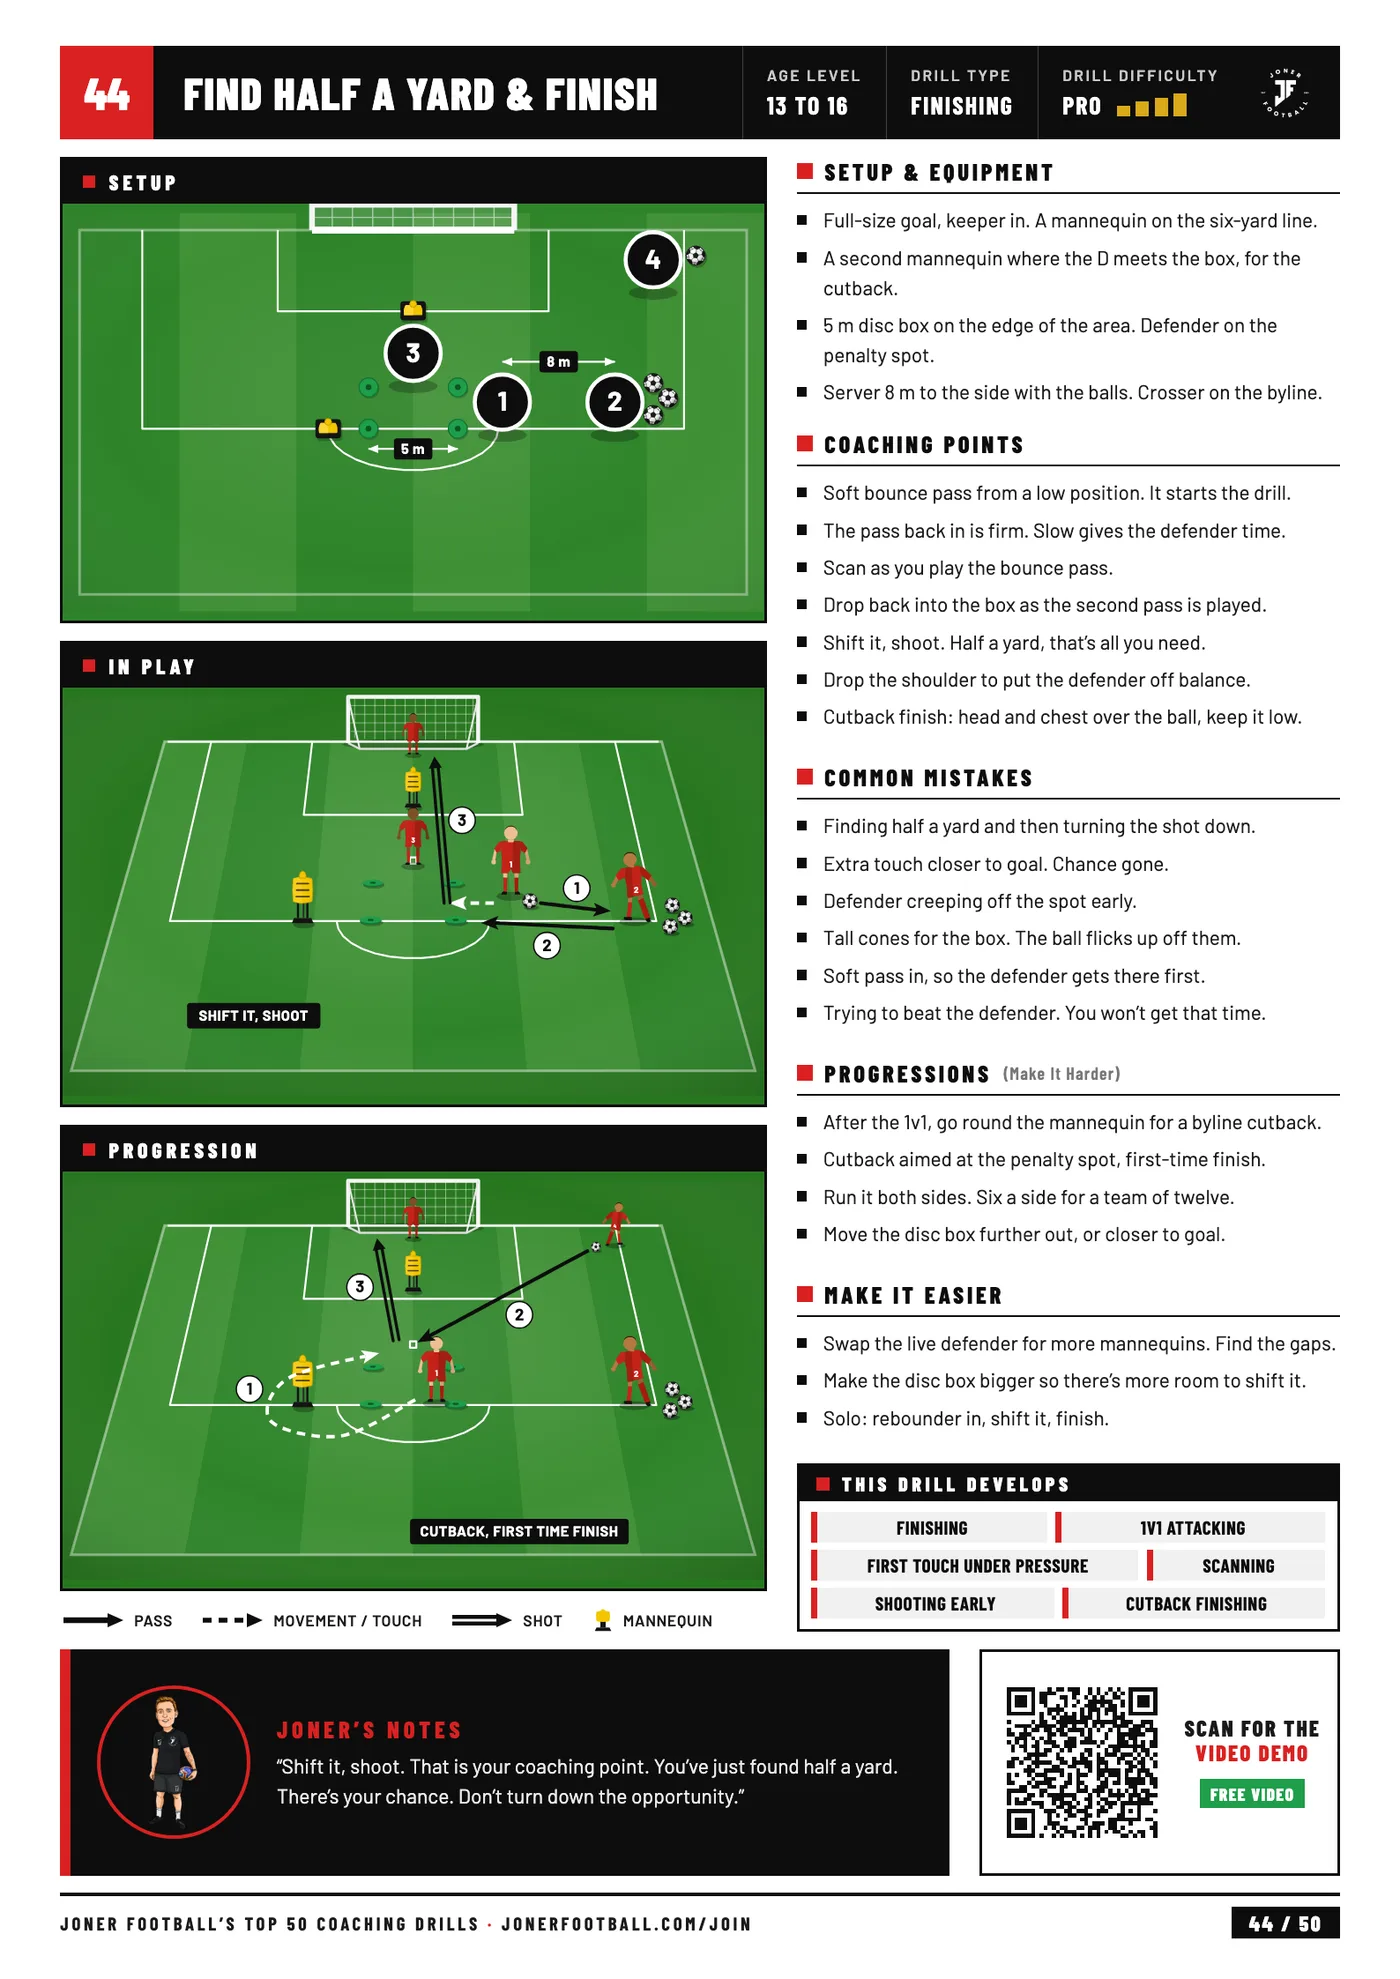 44
FIND HALF A YARD & FINISH
AGE LEVEL
13 TO 16
DRILL TYPE
FINISHING
DRILL DIFFICULTY
PRO
JONER
JF
FOOTBALL
SETUP
4
3
8 m
1
2
5 m
IN PLAY
3
3
1
1
2
2
SHIFT IT, SHOOT
PROGRESSION
3
2
1
1
2
CUTBACK, FIRST TIME FINISH
PASS
MOVEMENT / TOUCH
SHOT
MANNEQUIN
SETUP & EQUIPMENT
Full-size goal, keeper in. A mannequin on the six-yard line.
A second mannequin where the D meets the box, for the
cutback.
5 m disc box on the edge of the area. Defender on the
penalty spot.
Server 8 m to the side with the balls. Crosser on the byline.
COACHING POINTS
Soft bounce pass from a low position. It starts the drill.
The pass back in is firm. Slow gives the defender time.
Scan as you play the bounce pass.
Drop back into the box as the second pass is played.
Shift it, shoot. Half a yard, that's all you need.
Drop the shoulder to put the defender off balance.
Cutback finish: head and chest over the ball, keep it low.
COMMON MISTAKES
Finding half a yard and then turning the shot down.
Extra touch closer to goal. Chance gone.
Defender creeping off the spot early.
Tall cones for the box. The ball flicks up off them.
Soft pass in, so the defender gets there first.
Trying to beat the defender. You won't get that time.
PROGRESSIONS (Make It Harder)
After the 1v1, go round the mannequin for a byline cutback.
Cutback aimed at the penalty spot, first-time finish.
Run it both sides. Six a side for a team of twelve.
Move the disc box further out, or closer to goal.
MAKE IT EASIER
Swap the live defender for more mannequins. Find the gaps.
Make the disc box bigger so there's more room to shift it.
Solo: rebounder in, shift it, finish.
THIS DRILL DEVELOPS
FINISHING
1V1 ATTACKING
FIRST TOUCH UNDER PRESSURE
SCANNING
SHOOTING EARLY
CUTBACK FINISHING
JONER'S NOTES
"Shift it, shoot. That is your coaching point. You've just found half a yard.
There's your chance. Don't turn down the opportunity."
SCAN FOR THE
VIDEO DEMO
FREE VIDEO
JONER FOOTBALL'S TOP 50 COACHING DRILLS · JONERFOOTBALL.COM/JOIN
44 / 50